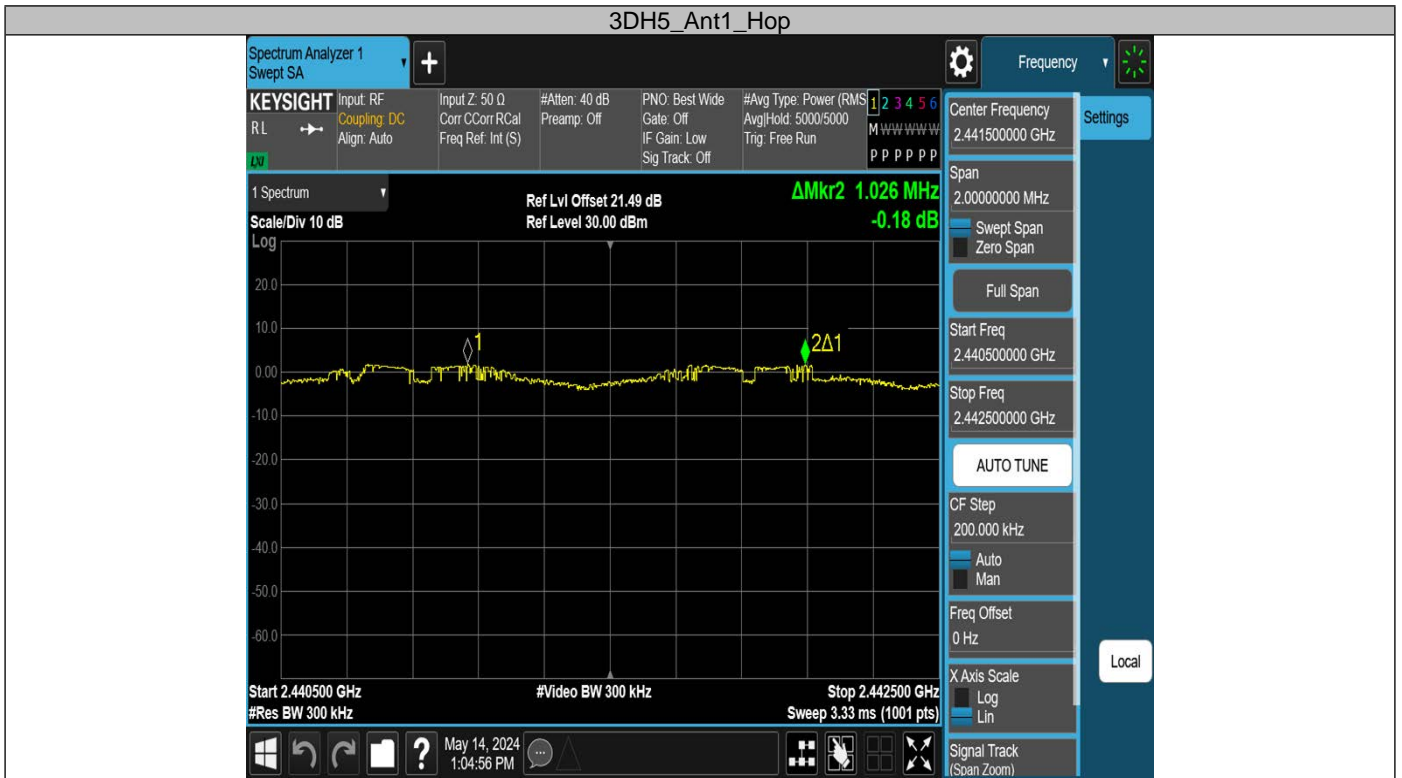 3DH5_Ant1_Hop
Spectrum Analyzer 1
Swept SA
+
Frequency
KEYSIGHT
RL
LXI
Input: RF
Coupling: DC
Align: Auto
Input Z: 50 Ω
Corr CCorr RCal
Freq Ref: Int (S)
#Atten: 40 dB
Preamp: Off
PNO: Best Wide
Gate: Off
IF Gain: Low
Sig Track: Off
#Avg Type: Power (RMS
Avg|Hold: 5000/5000
Trig: Free Run
1 2 3 4 5 6
M W W W W W
P P P P P P
1 Spectrum
Scale/Div 10 dB
Ref Lvl Offset 21.49 dB
Ref Level 30.00 dBm
ΔMkr2 1.026 MHz
-0.18 dB
Log
20.0
10.0
0.00
-10.0
-20.0
-30.0
-40.0
-50.0
-60.0
1
2Δ1
Start 2.440500 GHz
#Res BW 300 kHz
#Video BW 300 kHz
Stop 2.442500 GHz
Sweep 3.33 ms (1001 pts)
Center Frequency
2.441500000 GHz
Span
2.00000000 MHz
Swept Span
Zero Span
Full Span
Start Freq
2.440500000 GHz
Stop Freq
2.442500000 GHz
AUTO TUNE
CF Step
200.000 kHz
Auto
Man
Freq Offset
0 Hz
X Axis Scale
Log
Lin
Signal Track
(Span Zoom)
Settings
Local
?
May 14, 2024
1:04:56 PM